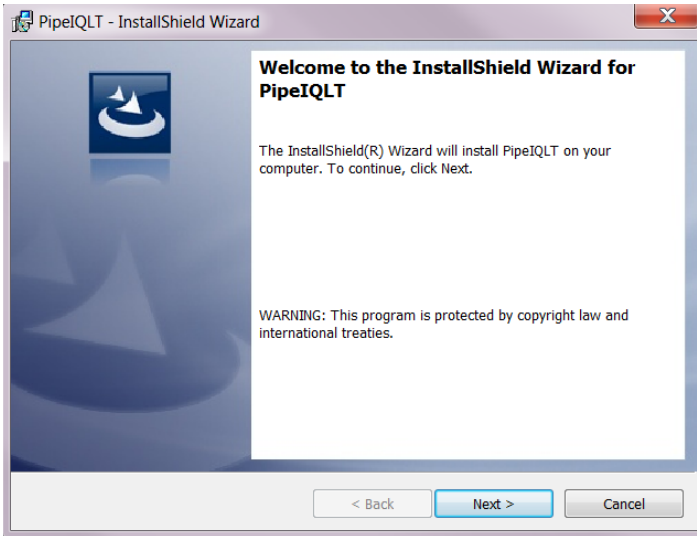 PipeIQLT - InstallShield Wizard
X
Welcome to the InstallShield Wizard for
PipeIQLT
The InstallShield(R) Wizard will install PipeIQLT on your
computer. To continue, click Next.
WARNING: This program is protected by copyright law and
international treaties.
< Back Next > Cancel